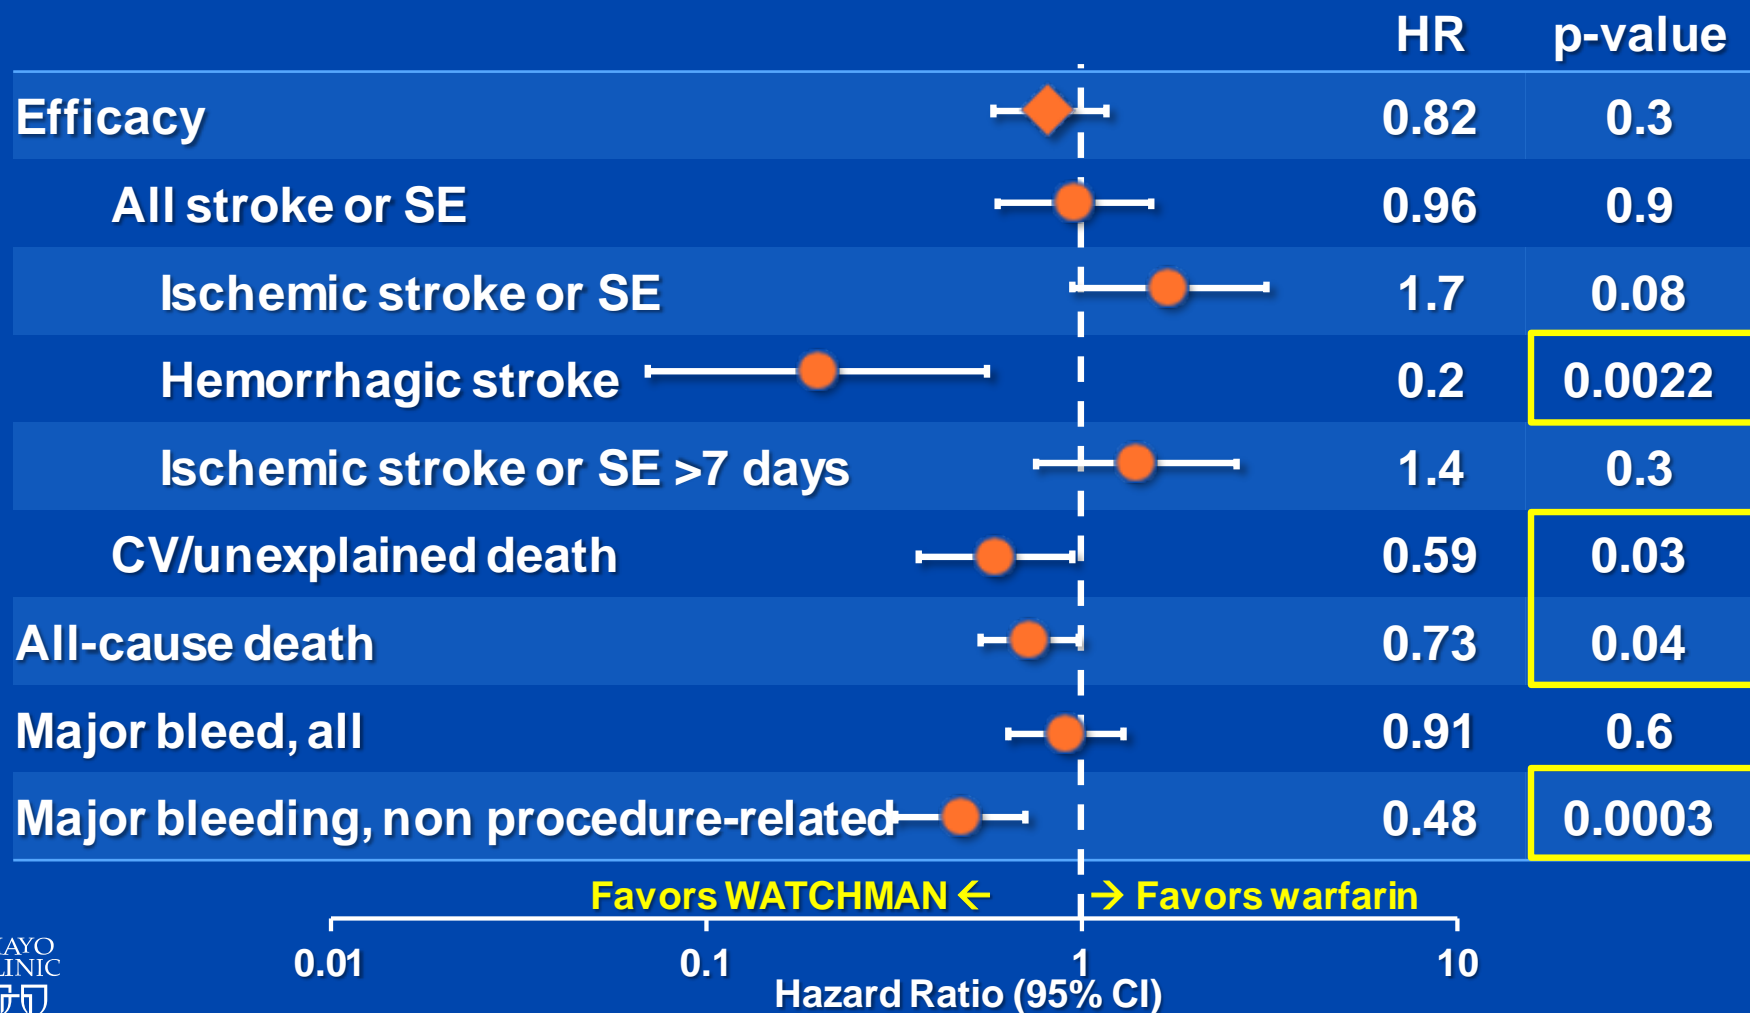 HR p-value
Efficacy 0.82 0.3
All stroke or SE 0.96 0.9
Ischemic stroke or SE 1.7 0.08
Hemorrhagic stroke 0.2 0.0022
Ischemic stroke or SE >7 days 1.4 0.3
CV/unexplained death 0.59 0.03
All-cause death 0.73 0.04
Major bleed, all 0.91 0.6
Major bleeding, non procedure-related 0.48 0.0003
Favors WATCHMAN ← → Favors warfarin
0.01 0.1 1 10
Hazard Ratio (95% CI)
AYO
LINIC